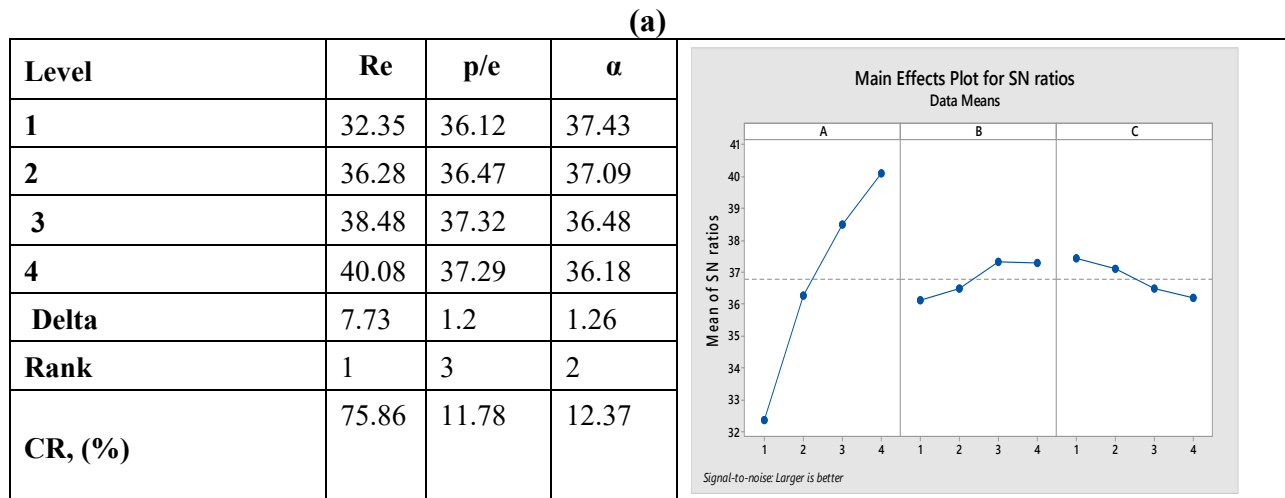 (a)
Level Re p/e α
1 32.35 36.12 37.43
2 36.28 36.47 37.09
3 38.48 37.32 36.48
4 40.08 37.29 36.18
Delta 7.73 1.2 1.26
Rank 1 3 2
CR, (%) 75.86 11.78 12.37
Main Effects Plot for SN ratios
Data Means
A B C
Mean of SN ratios
41
40
39
38
37
36
35
34
33
32
1 2 3 4 1 2 3 4 1 2 3 4
Signal-to-noise: Larger is better